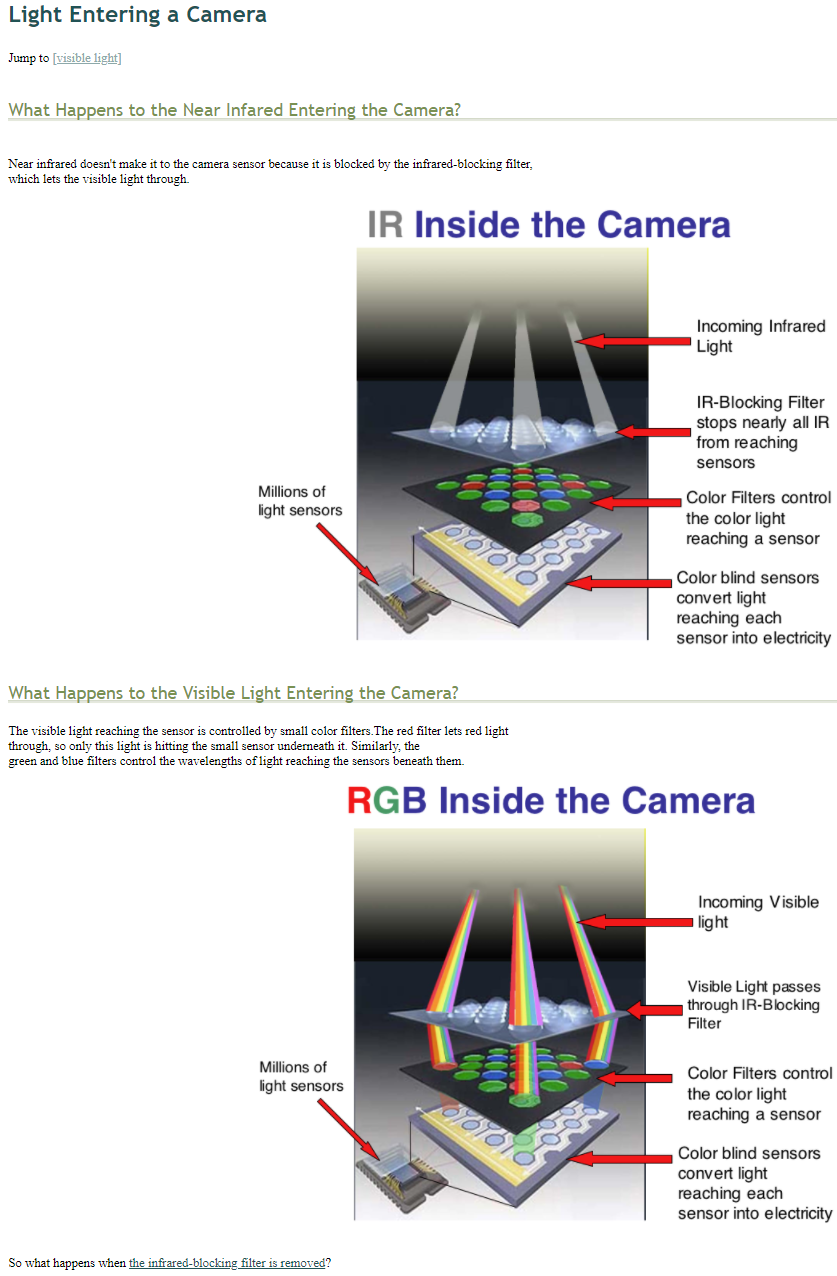 Light Entering a Camera
Jump to [visible light]
What Happens to the Near Infared Entering the Camera?
Near infrared doesn't make it to the camera sensor because it is blocked by the infrared-blocking filter,
which lets the visible light through.
IR Inside the Camera
Incoming Infrared
Light
IR-Blocking Filter
stops nearly all IR
from reaching
sensors
Millions of
light sensors
Color Filters control
the color light
reaching a sensor
Color blind sensors
convert light
reaching each
sensor into electricity
What Happens to the Visible Light Entering the Camera?
The visible light reaching the sensor is controlled by small color filters.The red filter lets red light
through, so only this light is hitting the small sensor underneath it. Similarly, the
green and blue filters control the wavelengths of light reaching the sensors beneath them.
RGB Inside the Camera
Incoming Visible
light
Visible Light passes
through IR-Blocking
Filter
Millions of
light sensors
Color Filters control
the color light
reaching a sensor
Color blind sensors
convert light
reaching each
sensor into electricity
So what happens when the infrared-blocking filter is removed?